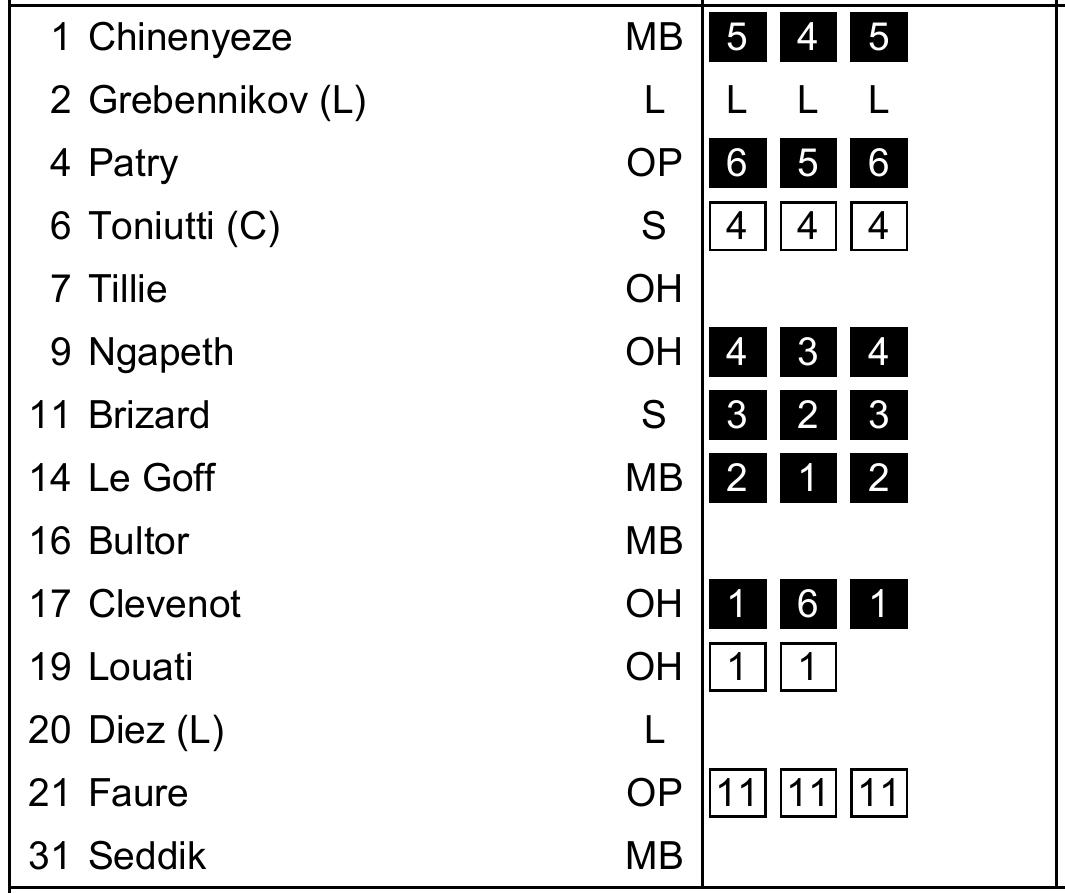 1 Chinenyeze MB 5 4 5
2 Grebennikov (L) L L L L
4 Patry OP 6 5 6
6 Toniutti (C) S 4 4 4
7 Tillie OH
9 Ngapeth OH 4 3 4
11 Brizard S 3 2 3
14 Le Goff MB 2 1 2
16 Bultor MB
17 Clevenot OH 1 6 1
19 Louati OH 1 1
20 Diez (L) L
21 Faure OP 11 11 11
31 Seddik MB